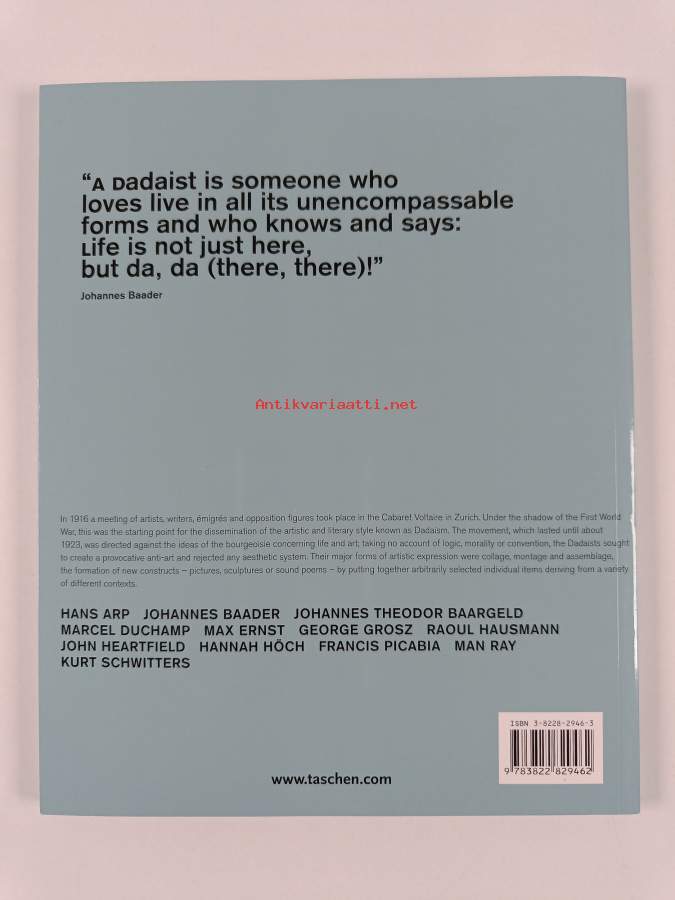 “A Dadaist is someone who
loves live in all its unencompassable
forms and who knows and says:
Life is not just here,
but da, da (there, there)!”
Johannes Baader
Antikvariaatti.net
In 1916 a meeting of artists, writers, émigrés and opposition figures took place in the Cabaret Voltaire in Zurich. Under the shadow of the First World
War, this was the starting point for the dissemination of the artistic and literary style known as Dadaism. The movement, which lasted until about
1923, was directed against the ideas of the bourgeoisie concerning life and art; taking no account of logic, morality or convention, the Dadaists sought
to create a provocative anti-art and rejected any aesthetic system. Their major forms of artistic expression were collage, montage and assemblage,
the formation of new constructs – pictures, sculptures or sound poems – by putting together arbitrarily selected individual items deriving from a variety
of different contexts.
HANS ARP JOHANNES BAADER JOHANNES THEODOR BAARGELD
MARCEL DUCHAMP MAX ERNST GEORGE GROSZ RAOUL HAUSMANN
JOHN HEARTFIELD HANNAH HÖCH FRANCIS PICABIA MAN RAY
KURT SCHWITTERS
ISBN 3-8228-2946-3
9 783822 829462
www.taschen.com